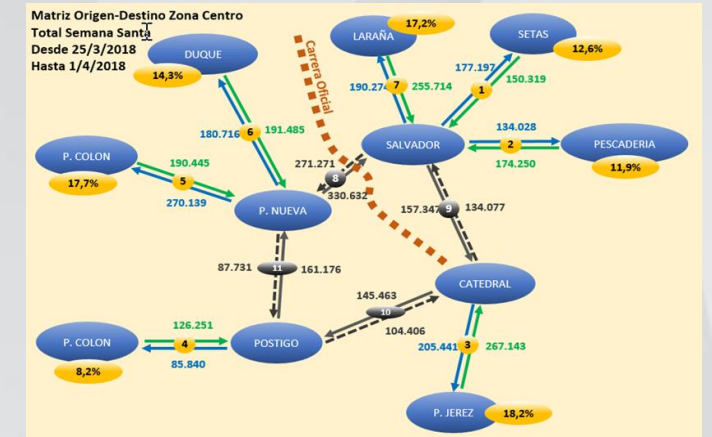 Matriz Origen-Destino Zona Centro
Total Semana Santa
Desde 25/3/2018
Hasta 1/4/2018
DUQUE
14,3%
LARAÑA
17,2%
SETAS
12,6%
Carrera Oficial
177.197
150.319
1
190.274
7
255.714
180.716
6
191.485
SALVADOR
134.028
2
174.250
PESCADERIA
11,9%
P. COLON
17,7%
190.445
5
270.139
271.271
8
330.632
P. NUEVA
157.347
9
134.077
87.731
11
161.176
CATEDRAL
145.463
10
104.406
P. COLON
8,2%
126.251
4
85.840
POSTIGO
205.441
3
267.143
P. JEREZ
18,2%